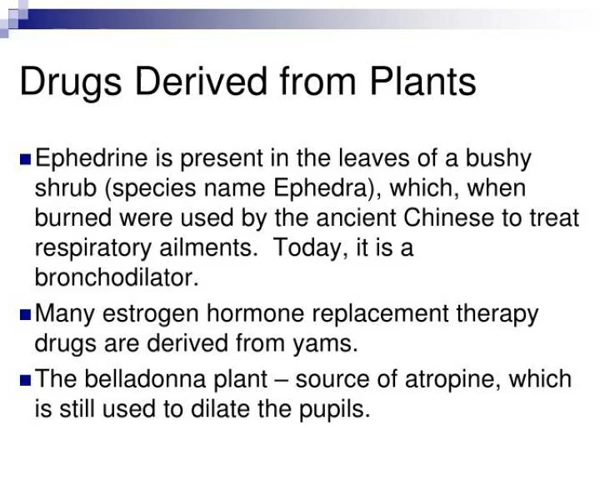 Drugs Derived from Plants
Ephedrine is present in the leaves of a bushy
shrub (species name Ephedra), which, when
burned were used by the ancient Chinese to treat
respiratory ailments. Today, it is a
bronchodilator.
Many estrogen hormone replacement therapy
drugs are derived from yams.
The belladonna plant – source of atropine, which
is still used to dilate the pupils.